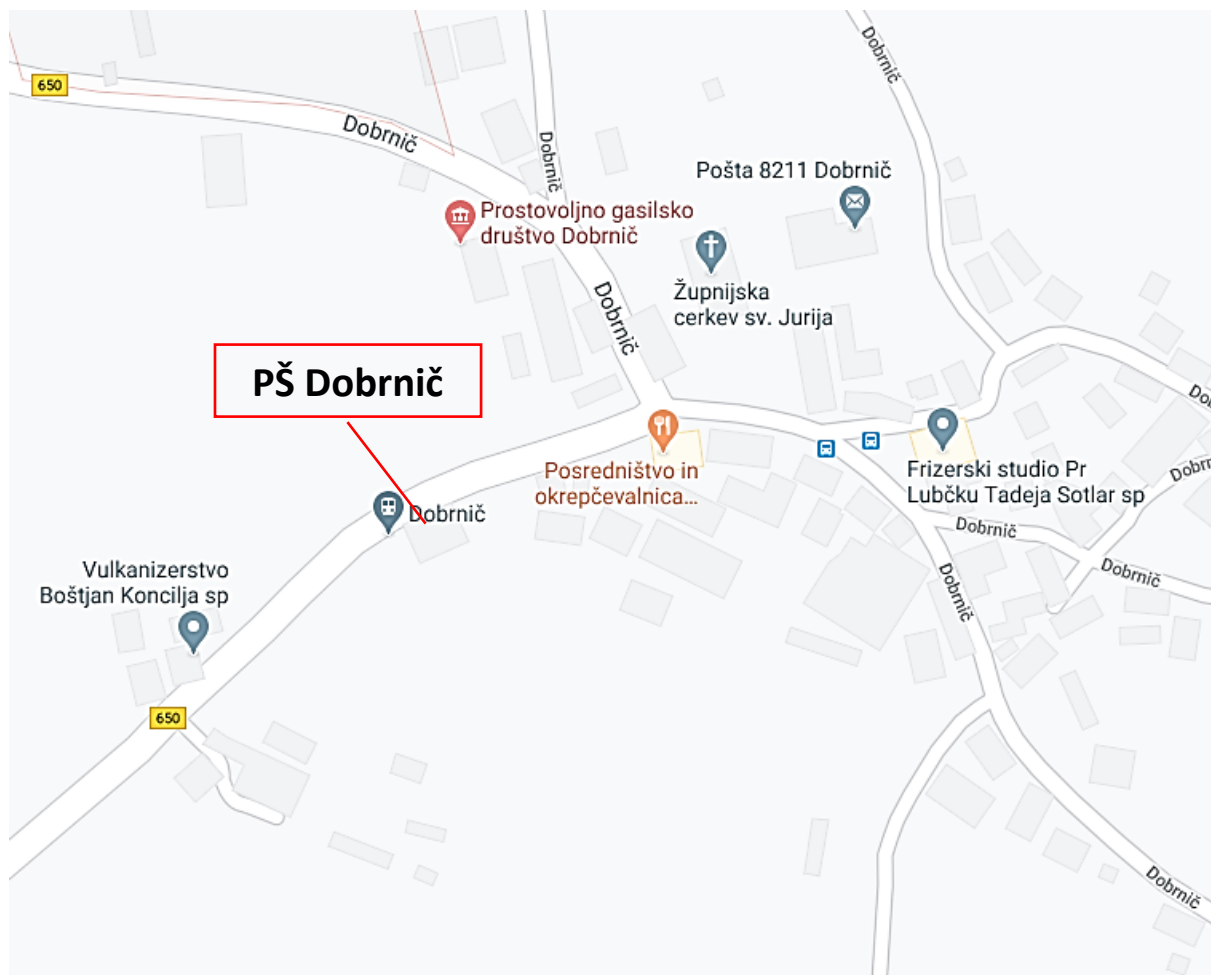 650
Dobrnič
Dobrnič
Dobrnič
Pošta 8211 Dobrnič
Prostovoljno gasilsko
društvo Dobrnič
Župnijska
cerkev sv. Jurija
Dobrnič
PŠ Dobrnič
Posredništvo in
okrepčevalnica...
Frizerski studio Pr
Lubčku Tadeja Sotlar sp
Dobrnič
Dobrnič
Dobrnič
Dobrnič
Vulkanizerstvo
Boštjan Koncilja sp
650
Dobrnič